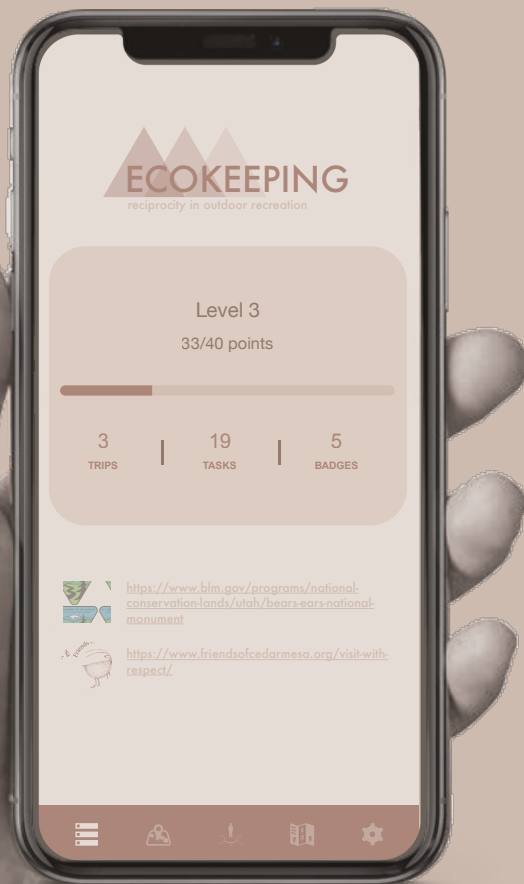 ECOKEEPING
reciprocity in outdoor recreation
Level 3
33/40 points
3
19
5
TRIPS
TASKS
BADGES
https://www.blm.gov/programs/national-
conservation-lands/utah/bears-ears-national-
monument
Friends
https://www.friendsofcedarmesa.org/visit-with-
respect/